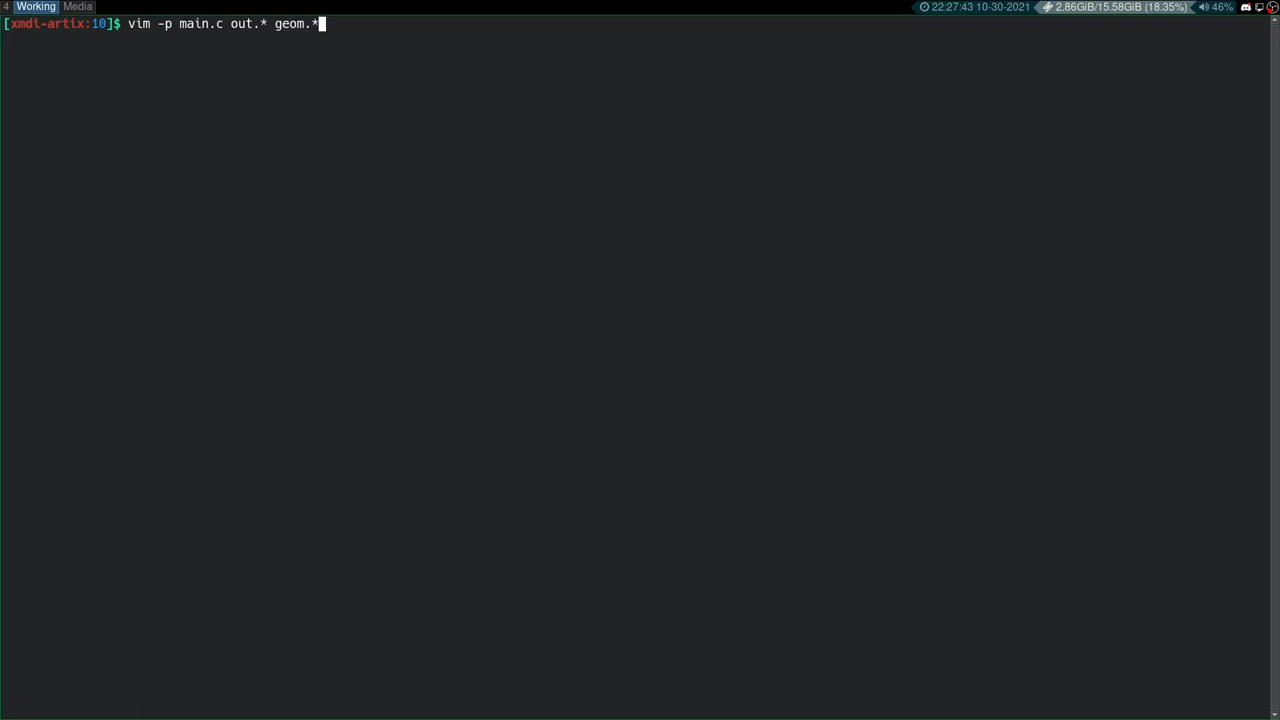 4 Working Media 22:27:43 10-30-2021 2.86GiB/15.58GiB (18.35%) 46%
[xmdi-artix:10]$ vim -p main.c out.* geom.*